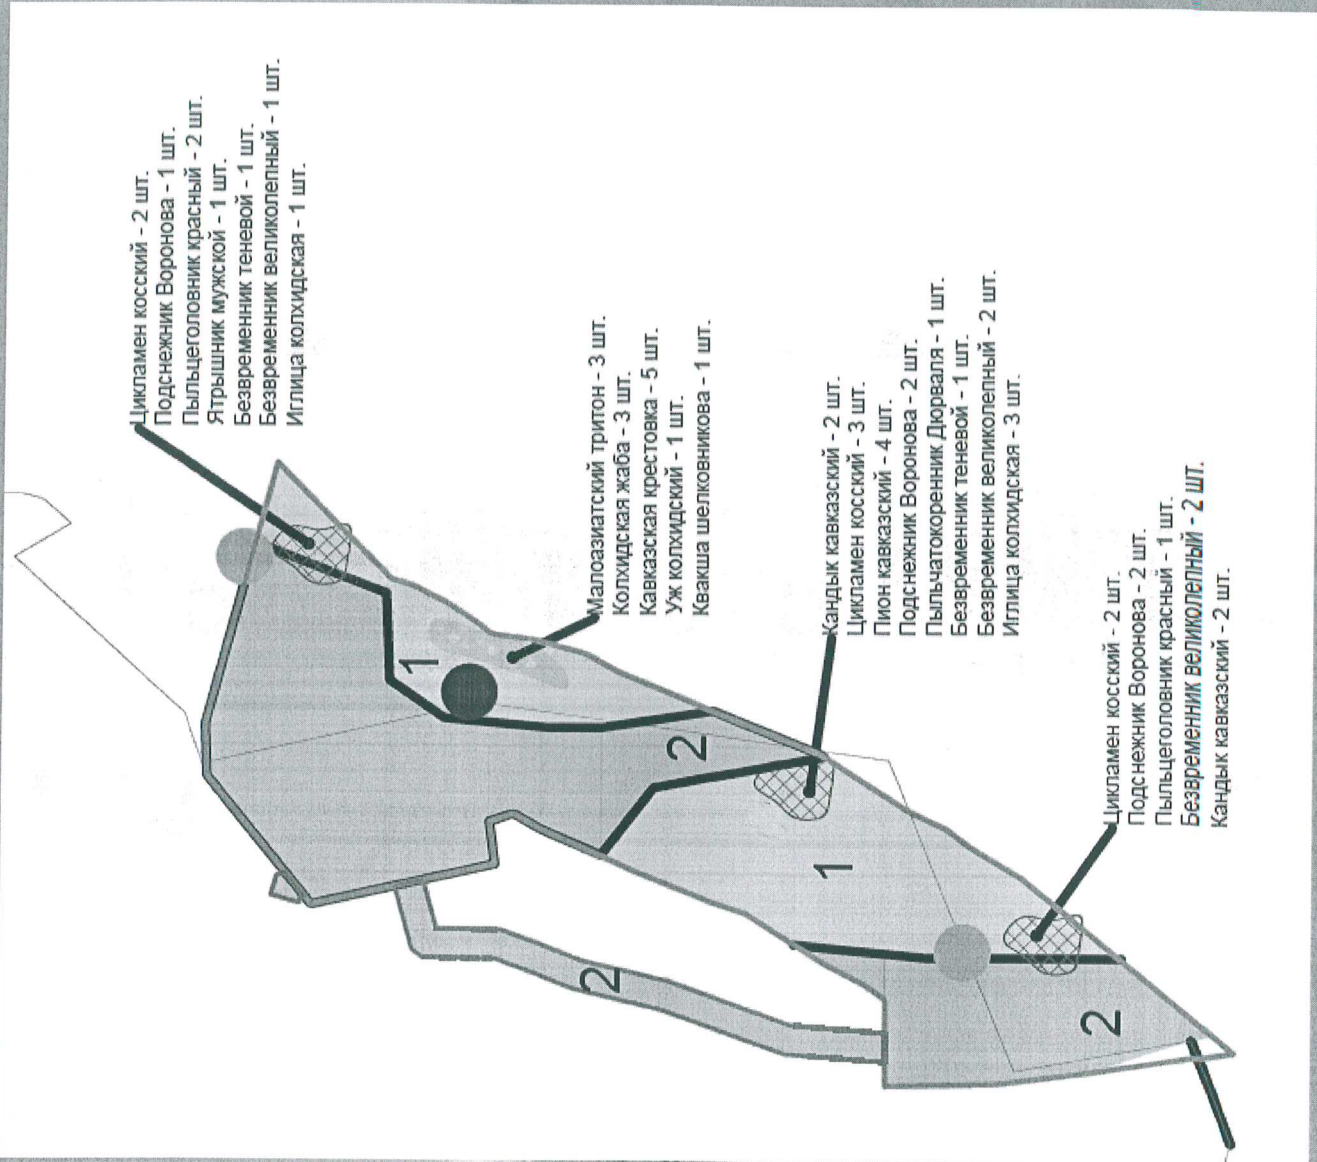 Цикламен косский - 2 шт.
Подснежник Воронова - 1 шт.
Пыльцеголовник красный - 2 шт.
Ятрышник мужской - 1 шт.
Безвременник теневой - 1 шт.
Безвременник великолепный - 1 шт.
Иглица колхидская - 1 шт.
Малоазиатский тритон - 3 шт.
Колхидская жаба - 3 шт.
Кавказская крестовка - 5 шт.
Уж колхидский - 1 шт.
Квакша шелковникова - 1 шт.
Кандык кавказский - 2 шт.
Цикламен косский - 3 шт.
Пион кавказский - 4 шт.
Подснежник Воронова - 2 шт.
Пыльчатокоренник Дюрваля - 1 шт.
Безвременник теневой - 1 шт.
Безвременник великолепный - 2 шт.
Иглица колхидская - 3 шт.
Цикламен косский - 2 шт.
Подснежник Воронова - 2 шт.
Пыльцеголовник красный - 1 шт.
Безвременник великолепный - 2 шт.
Кандык кавказский - 2 шт.
1
2
1
2
2